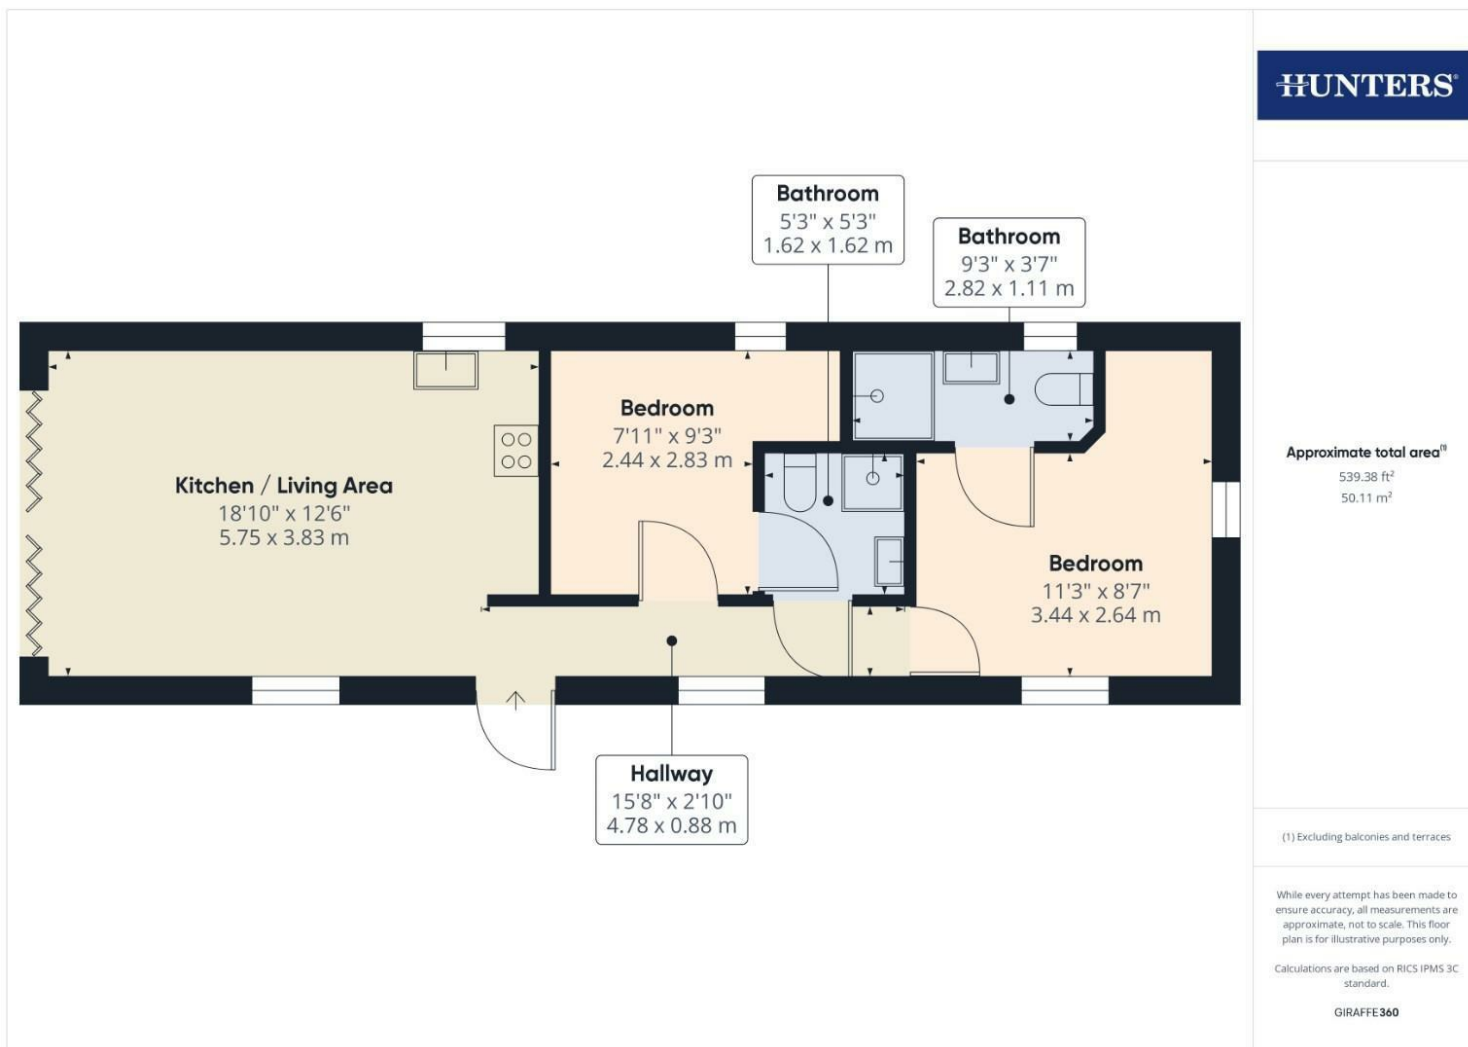 HUNTERS®
Bathroom
5'3" x 5'3"
1.62 x 1.62 m
Bathroom
9'3" x 3'7"
2.82 x 1.11 m
Bedroom
7'11" x 9'3"
2.44 x 2.83 m
Kitchen / Living Area
18'10" x 12'6"
5.75 x 3.83 m
Bedroom
11'3" x 8'7"
3.44 x 2.64 m
Hallway
15'8" x 2'10"
4.78 x 0.88 m
Approximate total area⁽¹⁾
539.38 ft²
50.11 m²
(1) Excluding balconies and terraces
While every attempt has been made to
ensure accuracy, all measurements are
approximate, not to scale. This floor
plan is for illustrative purposes only.
Calculations are based on RICS IPMS 3C
standard.
GIRAFFE360